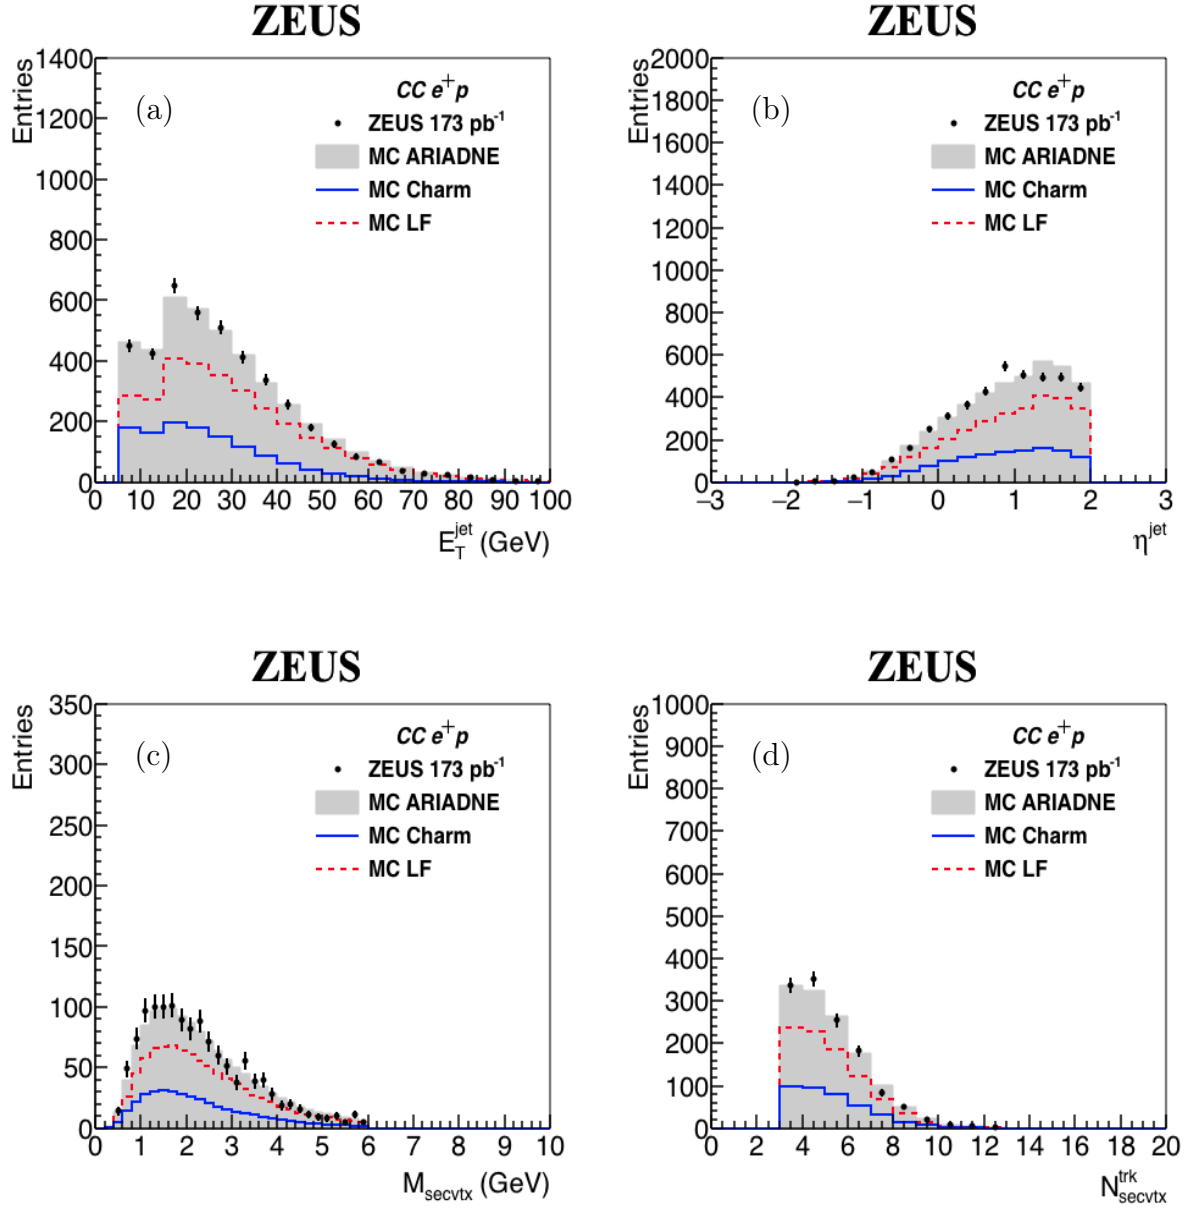 ZEUS
Entries
1400
1200
1000
800
600
400
200
0
(a)
CC e⁺p
ZEUS 173 pb⁻¹
MC ARIADNE
MC Charm
MC LF
0 10 20 30 40 50 60 70 80 90 100
E_T^jet (GeV)
ZEUS
Entries
2000
1800
1600
1400
1200
1000
800
600
400
200
0
(b)
CC e⁺p
ZEUS 173 pb⁻¹
MC ARIADNE
MC Charm
MC LF
−3 −2 −1 0 1 2 3
η^jet
ZEUS
Entries
350
300
250
200
150
100
50
0
(c)
CC e⁺p
ZEUS 173 pb⁻¹
MC ARIADNE
MC Charm
MC LF
0 1 2 3 4 5 6 7 8 9 10
M_secvtx (GeV)
ZEUS
Entries
1000
900
800
700
600
500
400
300
200
100
0
(d)
CC e⁺p
ZEUS 173 pb⁻¹
MC ARIADNE
MC Charm
MC LF
0 2 4 6 8 10 12 14 16 18 20
N_secvtx^trk